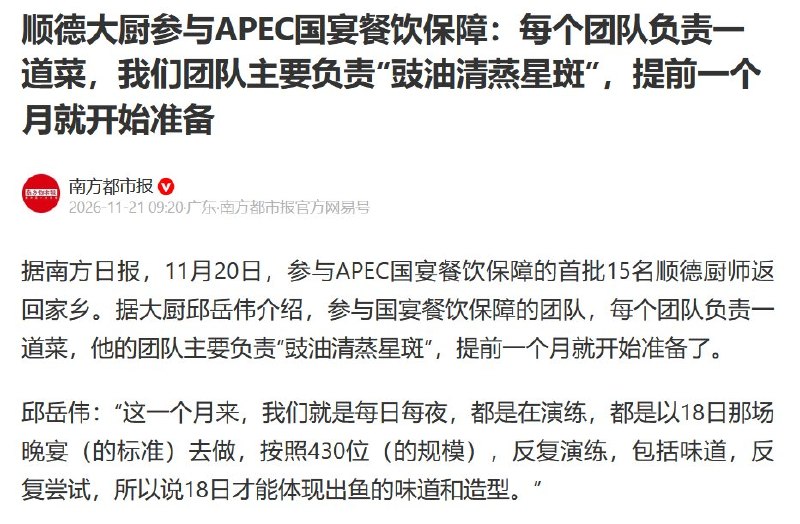 顺德大厨参与APEC国宴餐饮保障：每个团队负责一
道菜，我们团队主要负责“豉油清蒸星斑”，提前一个
月就开始准备
南方都市报
2026-11-21 09:20·广东·南方都市报官方网易号
据南方日报，11月20日，参与APEC国宴餐饮保障的首批15名顺德厨师返
回家乡。据大厨邱岳伟介绍，参与国宴餐饮保障的团队，每个团队负责一
道菜，他的团队主要负责“豉油清蒸星斑”，提前一个月就开始准备了。
邱岳伟：“这一个月来，我们就是每日每夜，都是在演练，都是以18日那场
晚宴（的标准）去做，按照430位（的规模），反复演练，包括味道，反
复尝试，所以说18日才能体现出鱼的味道和造型。”